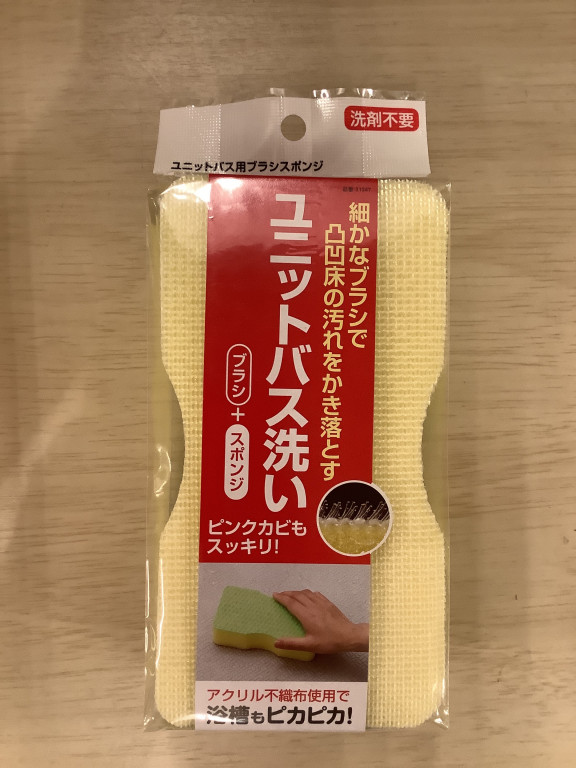 洗剤不要
ユニットバス用ブラシスポンジ
細かなブラシで
凸凹床の汚れをかき落とす
ユニットバス洗い
ブラシ
+
スポンジ
ピンクカビも
スッキリ!
アクリル不織布使用で
浴槽もピカピカ!